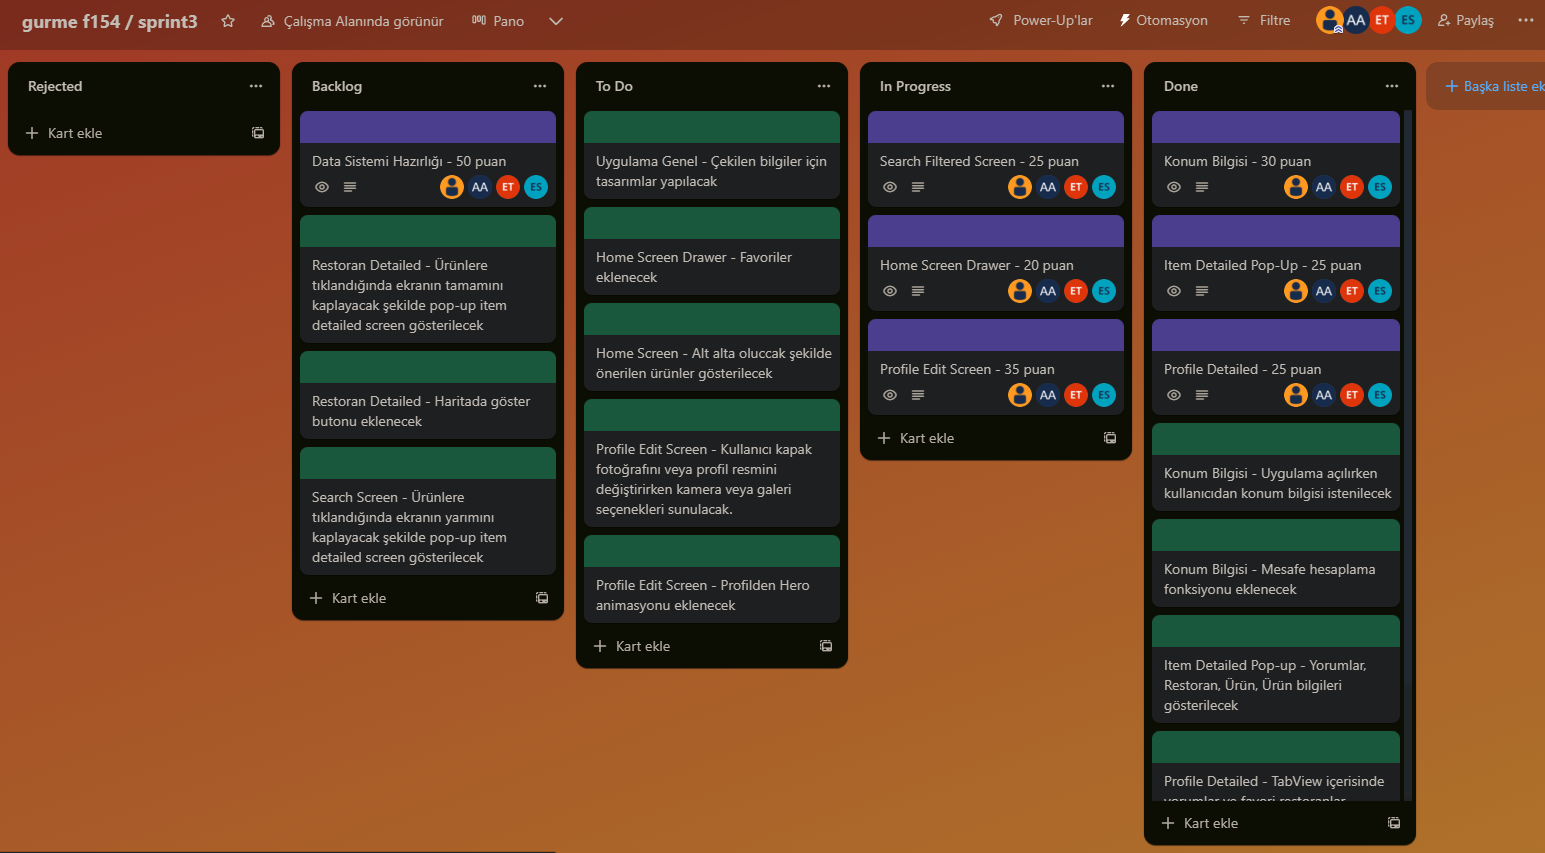 gurme f154 / sprint3
Çalışma Alanında görünür
Pano
Power-Up'lar
Otomasyon
Filtre
AA
ET
ES
Paylaş
Rejected
Kart ekle
Backlog
Data Sistemi Hazırlığı - 50 puan
AA
ET
ES
Restoran Detailed - Ürünlere
tıklandığında ekranın tamamını
kaplayacak şekilde pop-up item
detailed screen gösterilecek
Restoran Detailed - Haritada göster
butonu eklenecek
Search Screen - Ürünlere
tıklandığında ekranın yarımını
kaplayacak şekilde pop-up item
detailed screen gösterilecek
Kart ekle
To Do
Uygulama Genel - Çekilen bilgiler için
tasarımlar yapılacak
Home Screen Drawer - Favoriler
eklenecek
Home Screen - Alt alta oluccak şekilde
önerilen ürünler gösterilecek
Profile Edit Screen - Kullanıcı kapak
fotoğrafını veya profil resmini
değiştirirken kamera veya galeri
seçenekleri sunulacak.
Profile Edit Screen - Profilden Hero
animasyonu eklenecek
Kart ekle
In Progress
Search Filtered Screen - 25 puan
AA
ET
ES
Home Screen Drawer - 20 puan
AA
ET
ES
Profile Edit Screen - 35 puan
AA
ET
ES
Kart ekle
Done
Konum Bilgisi - 30 puan
AA
ET
ES
Item Detailed Pop-Up - 25 puan
AA
ET
ES
Profile Detailed - 25 puan
AA
ET
ES
Konum Bilgisi - Uygulama açılırken
kullanıcıdan konum bilgisi istenilecek
Konum Bilgisi - Mesafe hesaplama
fonksiyonu eklenecek
Item Detailed Pop-up - Yorumlar,
Restoran, Ürün, Ürün bilgileri
gösterilecek
Profile Detailed - TabView içerisinde
yorumlar ve favori restoranlar
Kart ekle
Başka liste ek